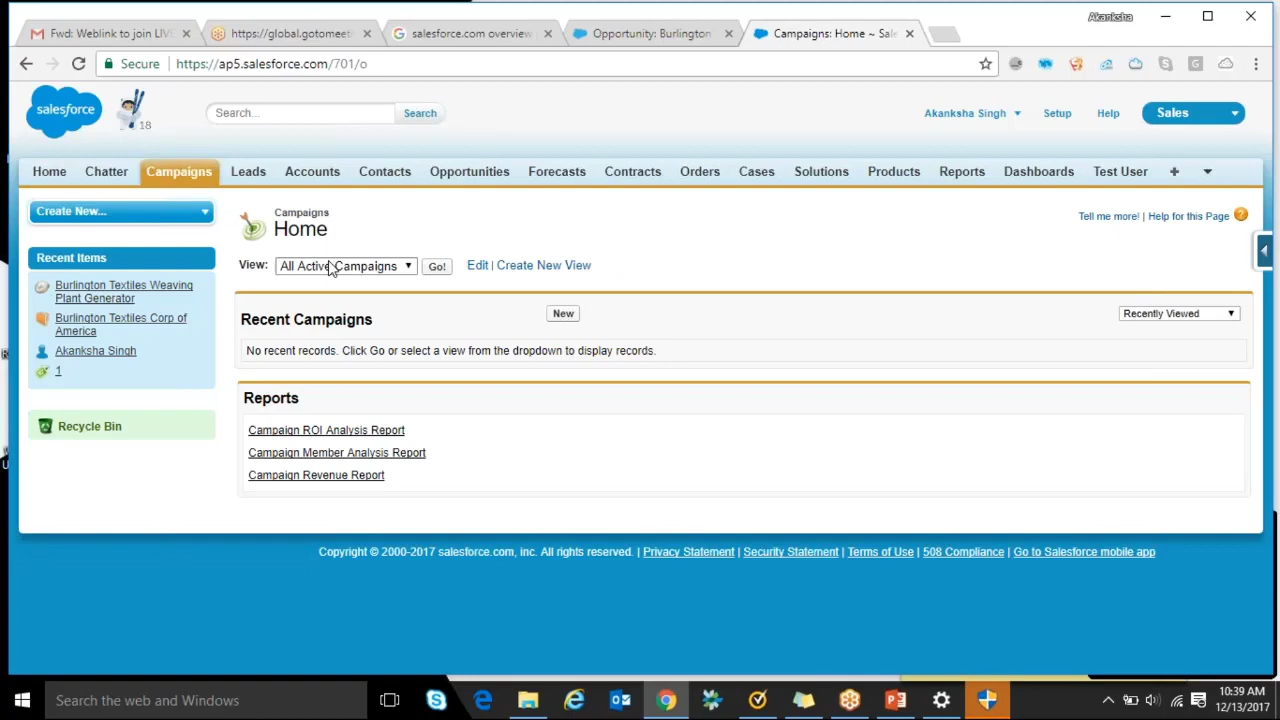 Akanksha
Fwd: Weblink to join LIV
https://global.gotomeet
salesforce.com overview
Opportunity: Burlington
Campaigns: Home ~ Sale
Secure
https://ap5.salesforce.com/701/o
salesforce
18
Search...
Search
Akanksha Singh
Setup
Help
Sales
Home
Chatter
Campaigns
Leads
Accounts
Contacts
Opportunities
Forecasts
Contracts
Orders
Cases
Solutions
Products
Reports
Dashboards
Test User
+
Create New...
Campaigns
Home
Tell me more! | Help for this Page
View:
All Active Campaigns
Go!
Edit | Create New View
Recent Items
Burlington Textiles Weaving
Plant Generator
Burlington Textiles Corp of
America
Akanksha Singh
1
Recycle Bin
Recent Campaigns
New
Recently Viewed
No recent records. Click Go or select a view from the dropdown to display records.
Reports
Campaign ROI Analysis Report
Campaign Member Analysis Report
Campaign Revenue Report
Copyright © 2000-2017 salesforce.com, inc. All rights reserved. | Privacy Statement | Security Statement | Terms of Use | 508 Compliance | Go to Salesforce mobile app
Search the web and Windows
10:39 AM
12/13/2017